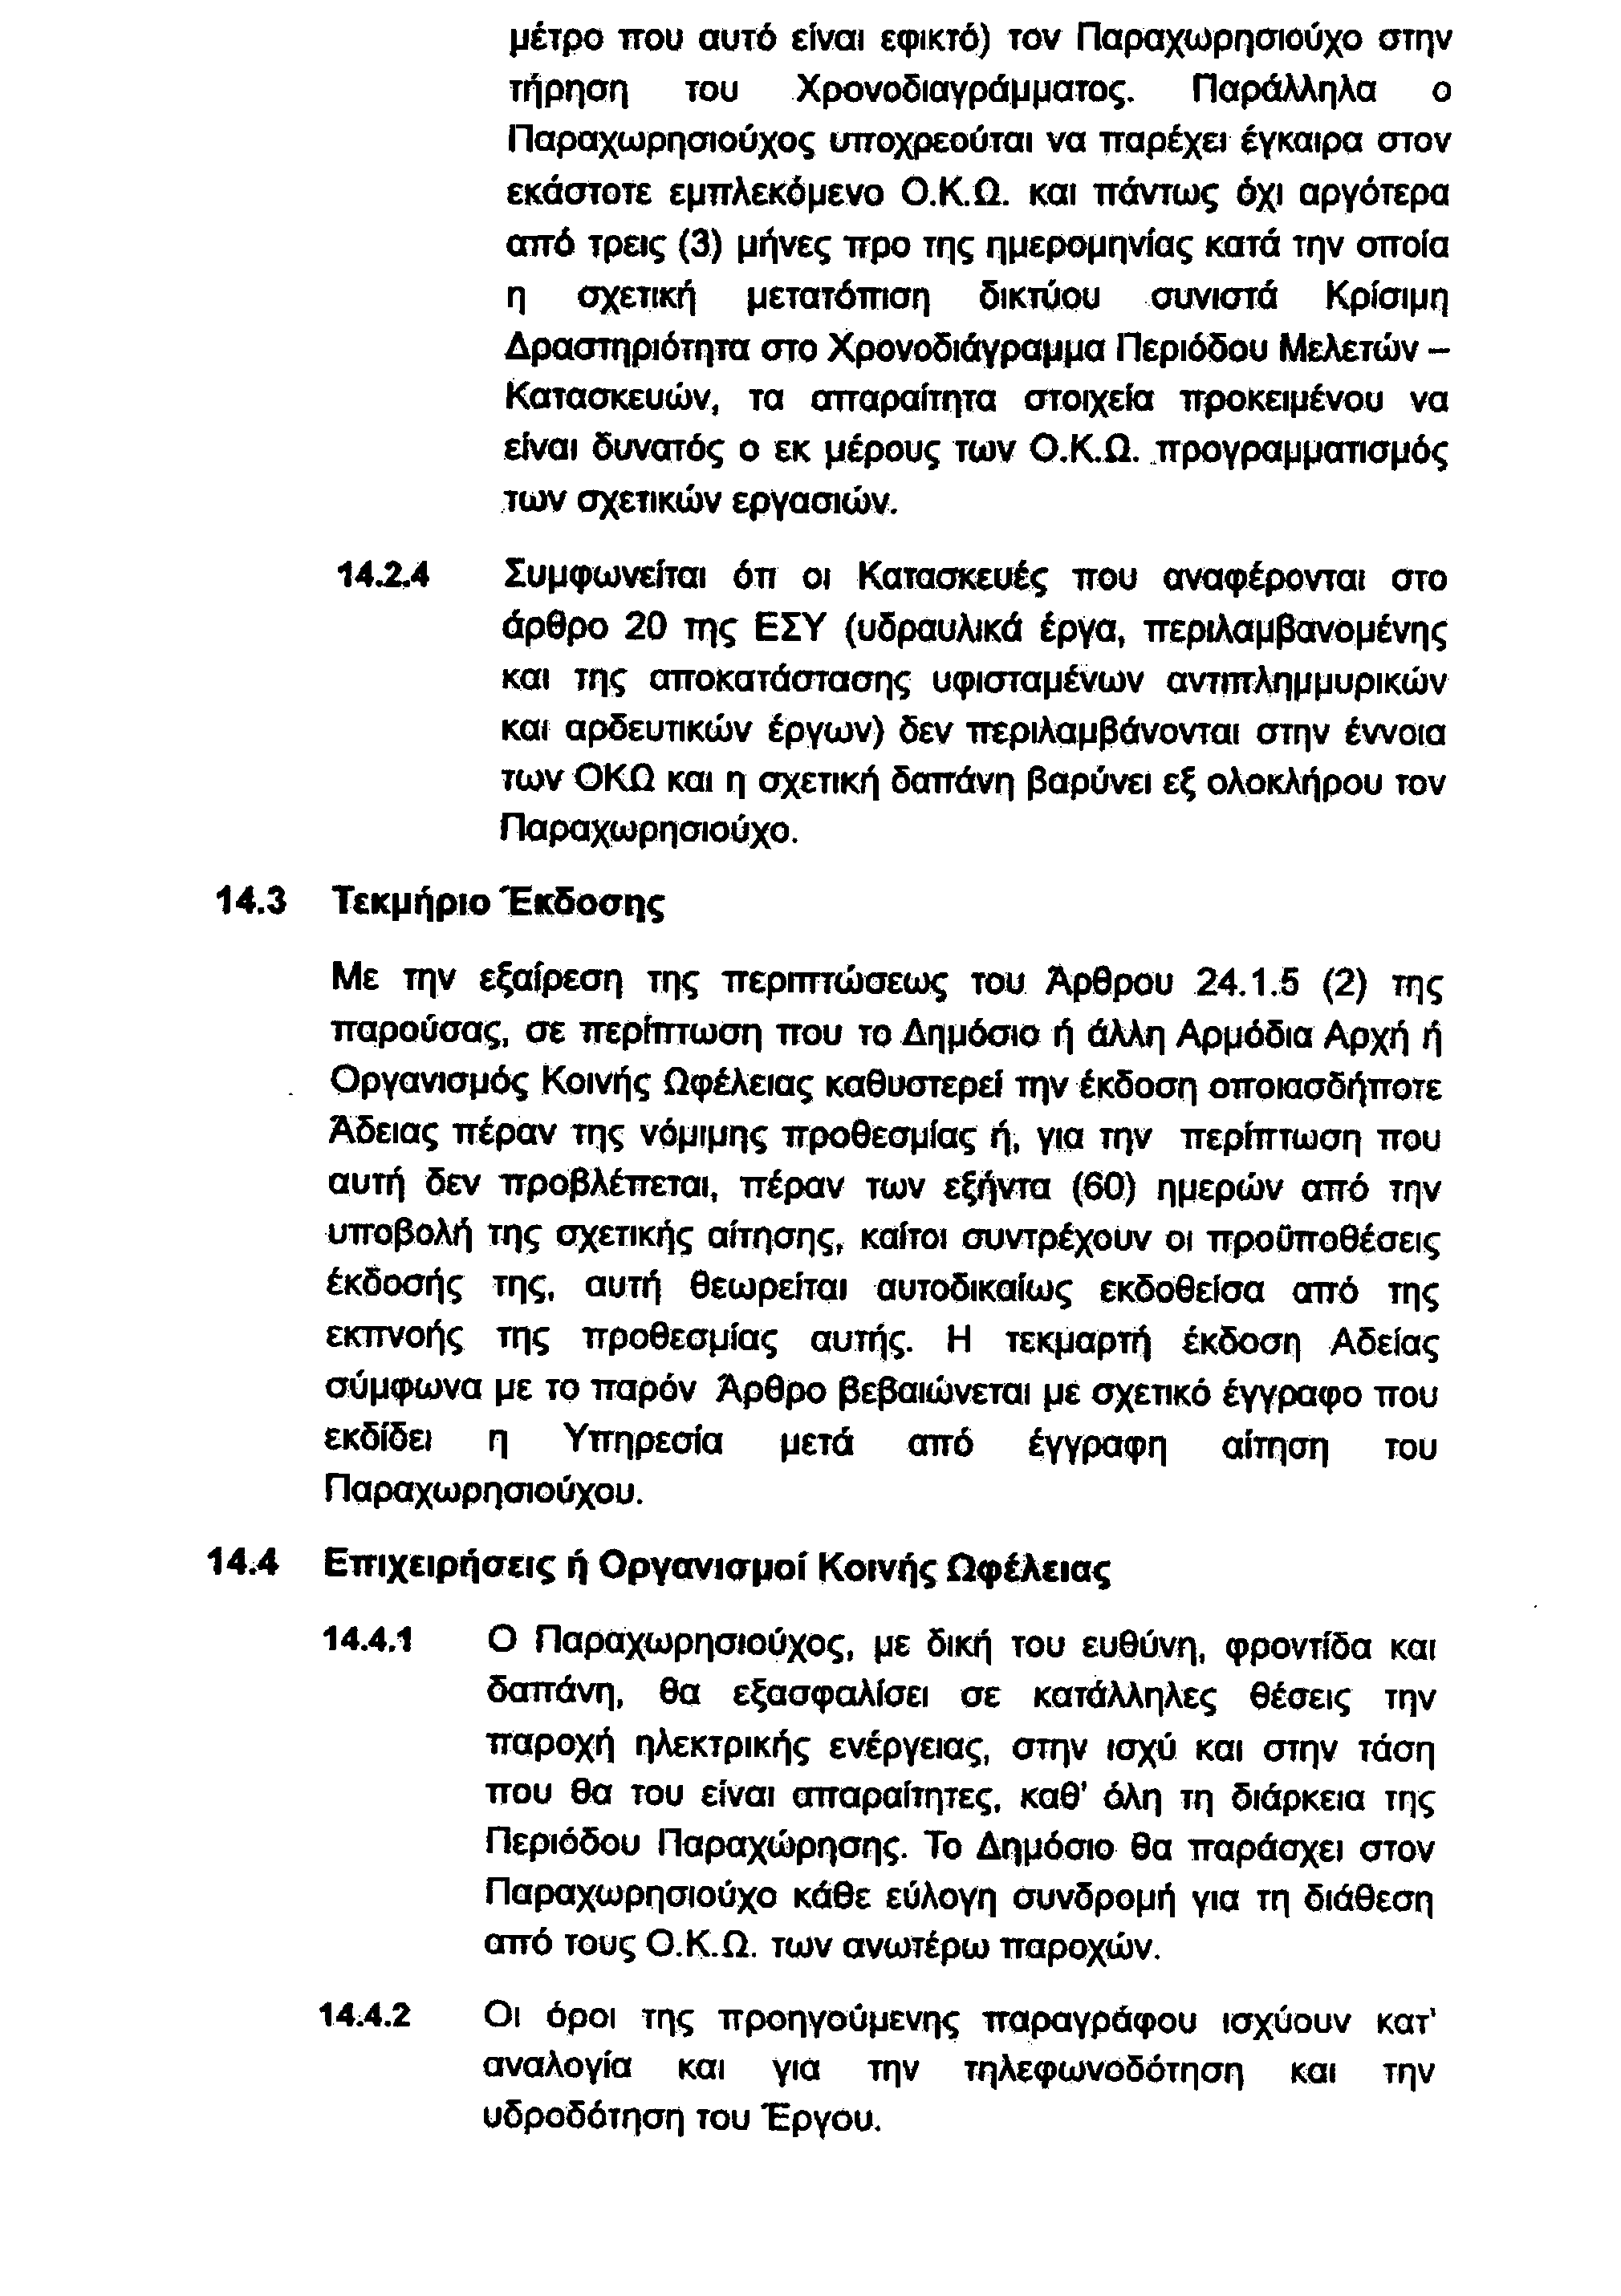 μέτρο που αυτό είναι εφικτό) τον Παραχωρησιούχο στην
τήρηση του Χρονοδιαγράμματος. Παράλληλα ο
Παραχωρησιούχος υποχρεούται να παρέχει έγκαιρα στον
εκάστοτε εμπλεκόμενο Ο.Κ.Ω. και πάντως όχι αργότερα
από τρεις (3) μήνες προ της ημερομηνίας κατά την οποία
η σχετική μετατόπιση δικτύου συνιστά Κρίσιμη
Δραστηριότητα στο Χρονοδιάγραμμα Περιόδου Μελετών –
Κατασκευών, τα απαραίτητα στοιχεία προκειμένου να
είναι δυνατός ο εκ μέρους των Ο.Κ.Ω. προγραμματισμός
των σχετικών εργασιών.
14.2.4 Συμφωνείται ότι οι Κατασκευές που αναφέρονται στο
άρθρο 20 της ΕΣΥ (υδραυλικά έργα, περιλαμβανομένης
και της αποκατάστασης υφισταμένων αντιπλημμυρικών
και αρδευτικών έργων) δεν περιλαμβάνονται στην έννοια
των ΟΚΩ και η σχετική δαπάνη βαρύνει εξ ολοκλήρου τον
Παραχωρησιούχο.
14.3 Τεκμήριο Έκδοσης
Με την εξαίρεση της περιπτώσεως του Άρθρου 24.1.5 (2) της
παρούσας, σε περίπτωση που το Δημόσιο ή άλλη Αρμόδια Αρχή ή
Οργανισμός Κοινής Ωφέλειας καθυστερεί την έκδοση οποιασδήποτε
Άδειας πέραν της νόμιμης προθεσμίας ή, για την περίπτωση που
αυτή δεν προβλέπεται, πέραν των εξήντα (60) ημερών από την
υποβολή της σχετικής αίτησης, καίτοι συντρέχουν οι προϋποθέσεις
έκδοσής της, αυτή θεωρείται αυτοδικαίως εκδοθείσα από της
εκπνοής της προθεσμίας αυτής. Η τεκμαρτή έκδοση Αδείας
σύμφωνα με το παρόν Άρθρο βεβαιώνεται με σχετικό έγγραφο που
εκδίδει η Υπηρεσία μετά από έγγραφη αίτηση του
Παραχωρησιούχου.
14.4 Επιχειρήσεις ή Οργανισμοί Κοινής Ωφέλειας
14.4.1 Ο Παραχωρησιούχος, με δική του ευθύνη, φροντίδα και
δαπάνη, θα εξασφαλίσει σε κατάλληλες θέσεις την
παροχή ηλεκτρικής ενέργειας, στην ισχύ και στην τάση
που θα του είναι απαραίτητες, καθ' όλη τη διάρκεια της
Περιόδου Παραχώρησης. Το Δημόσιο θα παράσχει στον
Παραχωρησιούχο κάθε εύλογη συνδρομή για τη διάθεση
από τους Ο.Κ.Ω. των ανωτέρω παροχών.
14.4.2 Οι όροι της προηγούμενης παραγράφου ισχύουν κατ'
αναλογία και για την τηλεφωνοδότηση και την
υδροδότηση του Έργου.